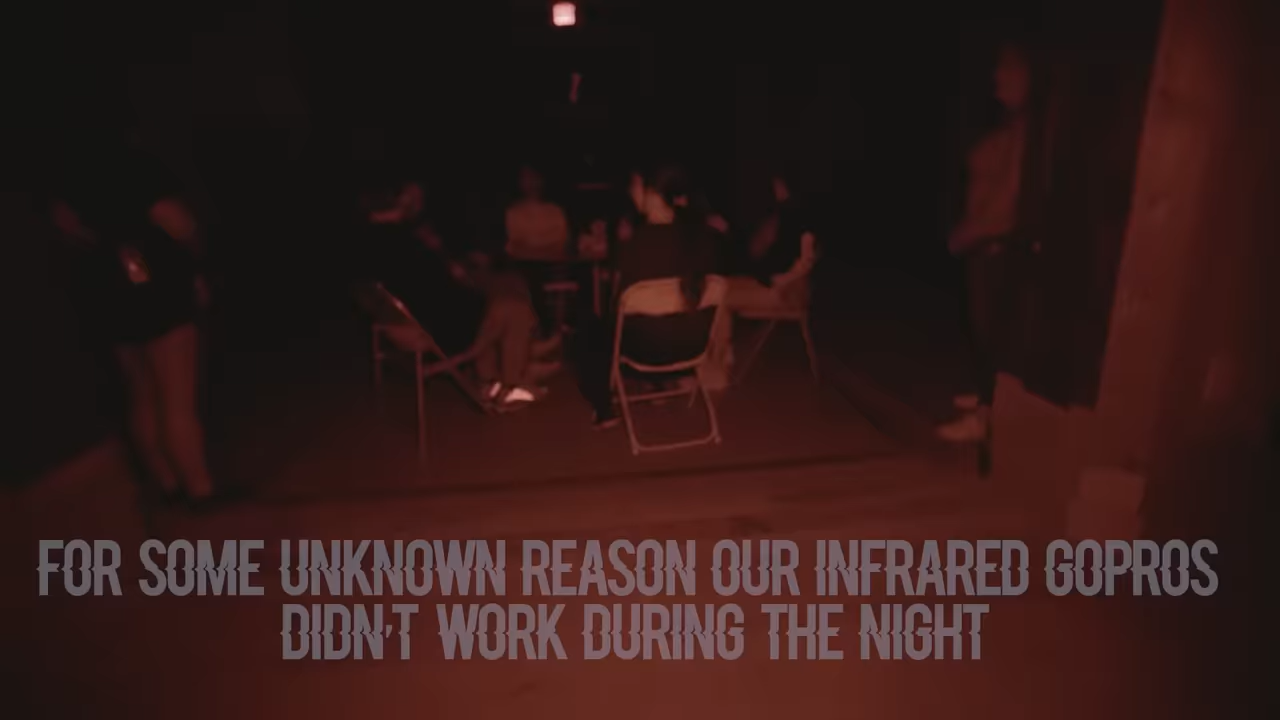 FOR SOME UNKNOWN REASON OUR INFRARED GOPROS
DIDN'T WORK DURING THE NIGHT